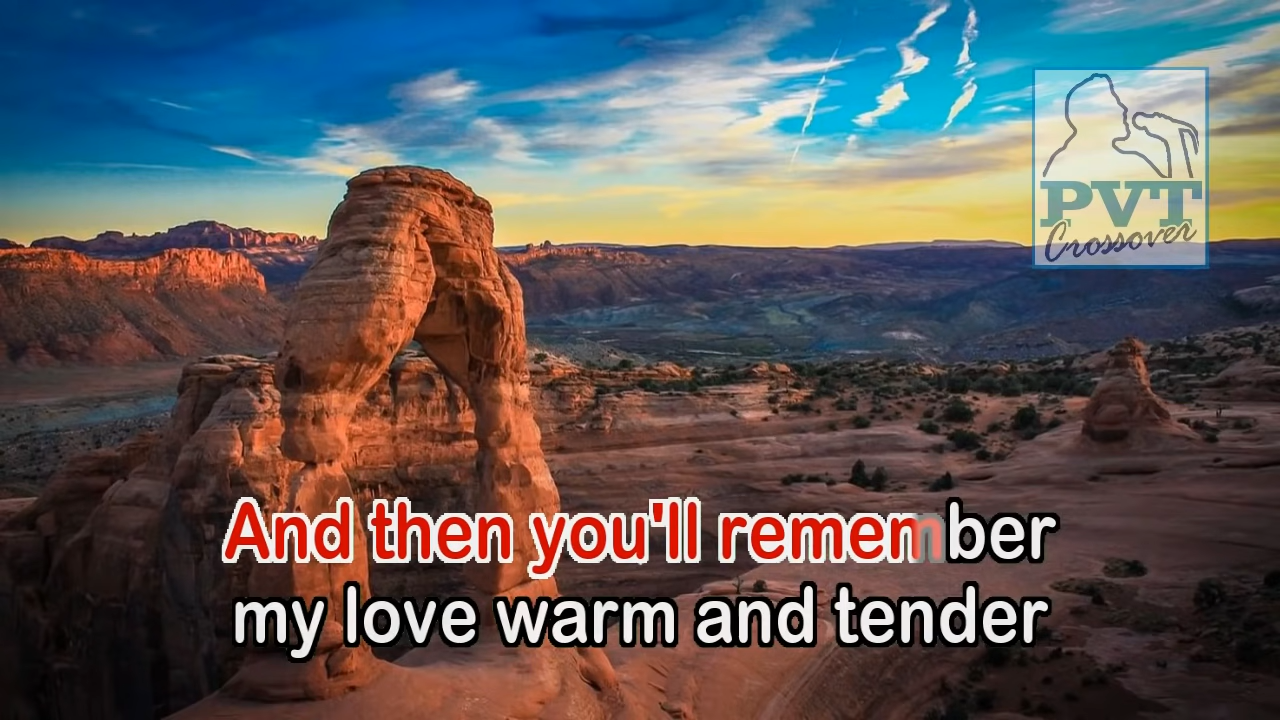 PVT
Crossover
And then you'll remember
my love warm and tender